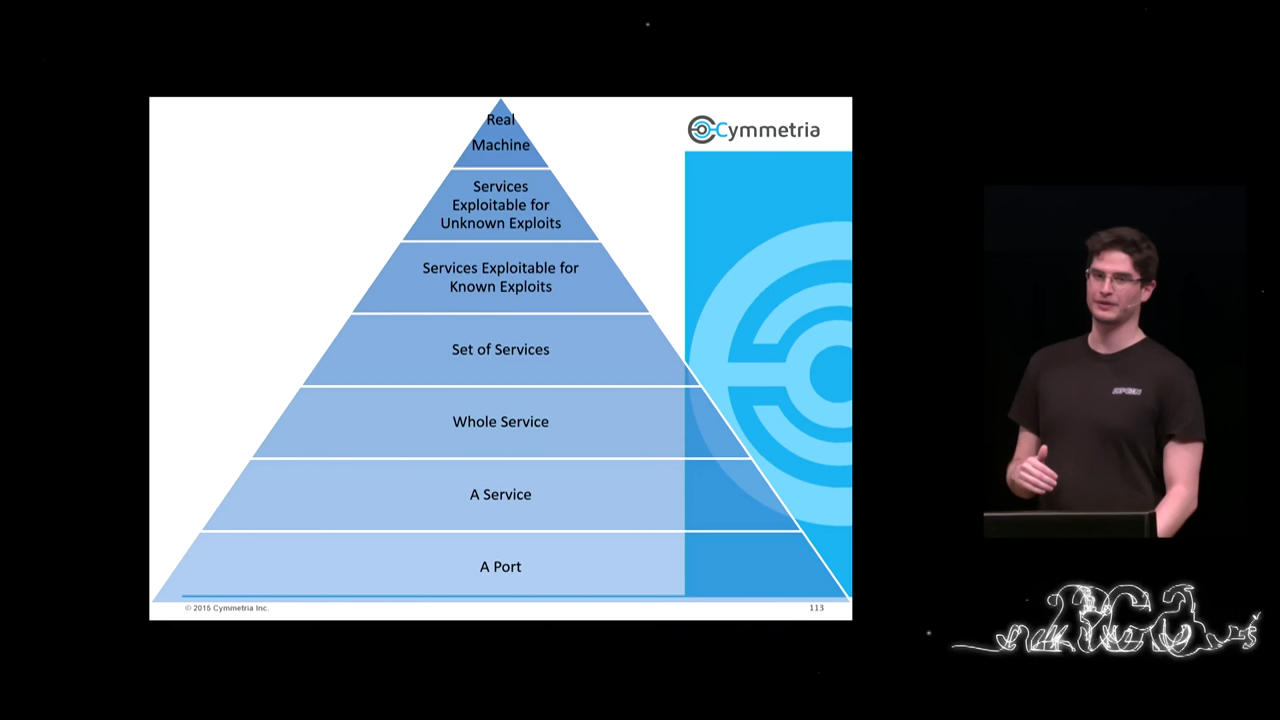 Real
Machine
Cymmetria
Services
Exploitable for
Unknown Exploits
Services Exploitable for
Known Exploits
Set of Services
Whole Service
A Service
A Port
© 2015 Cymmetria Inc.
113